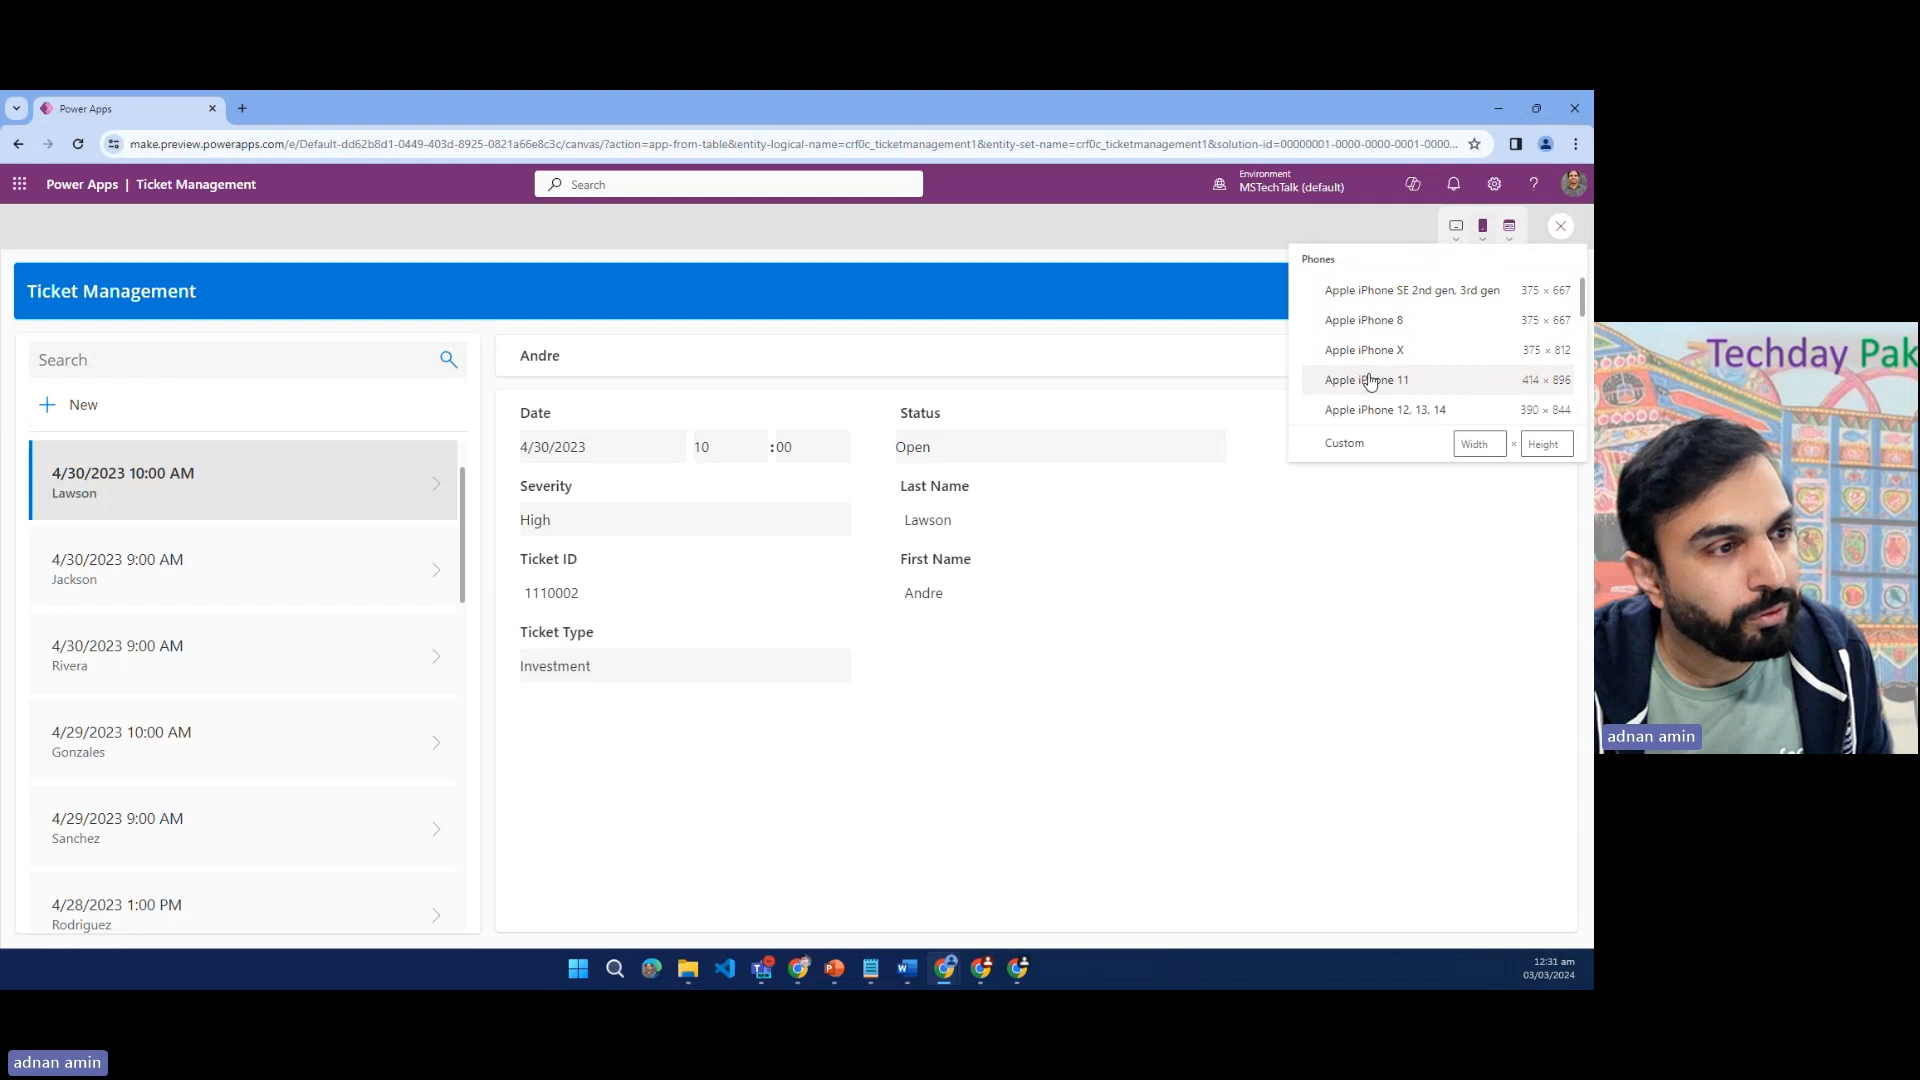 Power Apps
make.preview.powerapps.com/e/Default-dd62b8d1-0449-403d-8925-0821a66e8c3c/canvas/?action=app-from-table&entity-logical-name=crf0c_ticketmanagement1&entity-set-name=crf0c_ticketmanagement1&solution-id=00000001-0000-0000-0001-0000...
Power Apps | Ticket Management
Search
Environment
MSTechTalk (default)
Phones
Apple iPhone SE 2nd gen, 3rd gen 375 × 667
Apple iPhone 8 375 × 667
Apple iPhone X 375 × 812
Apple iPhone 11 414 × 896
Apple iPhone 12, 13, 14 390 × 844
Custom Width × Height
Ticket Management
Search
New
4/30/2023 10:00 AM
Lawson
4/30/2023 9:00 AM
Jackson
4/30/2023 9:00 AM
Rivera
4/29/2023 10:00 AM
Gonzales
4/29/2023 9:00 AM
Sanchez
4/28/2023 1:00 PM
Rodriguez
Andre
Date
4/30/2023 10 :00
Status
Open
Severity
High
Last Name
Lawson
Ticket ID
1110002
First Name
Andre
Ticket Type
Investment
12:31 am
03/03/2024
Techday Pak
adnan amin
adnan amin